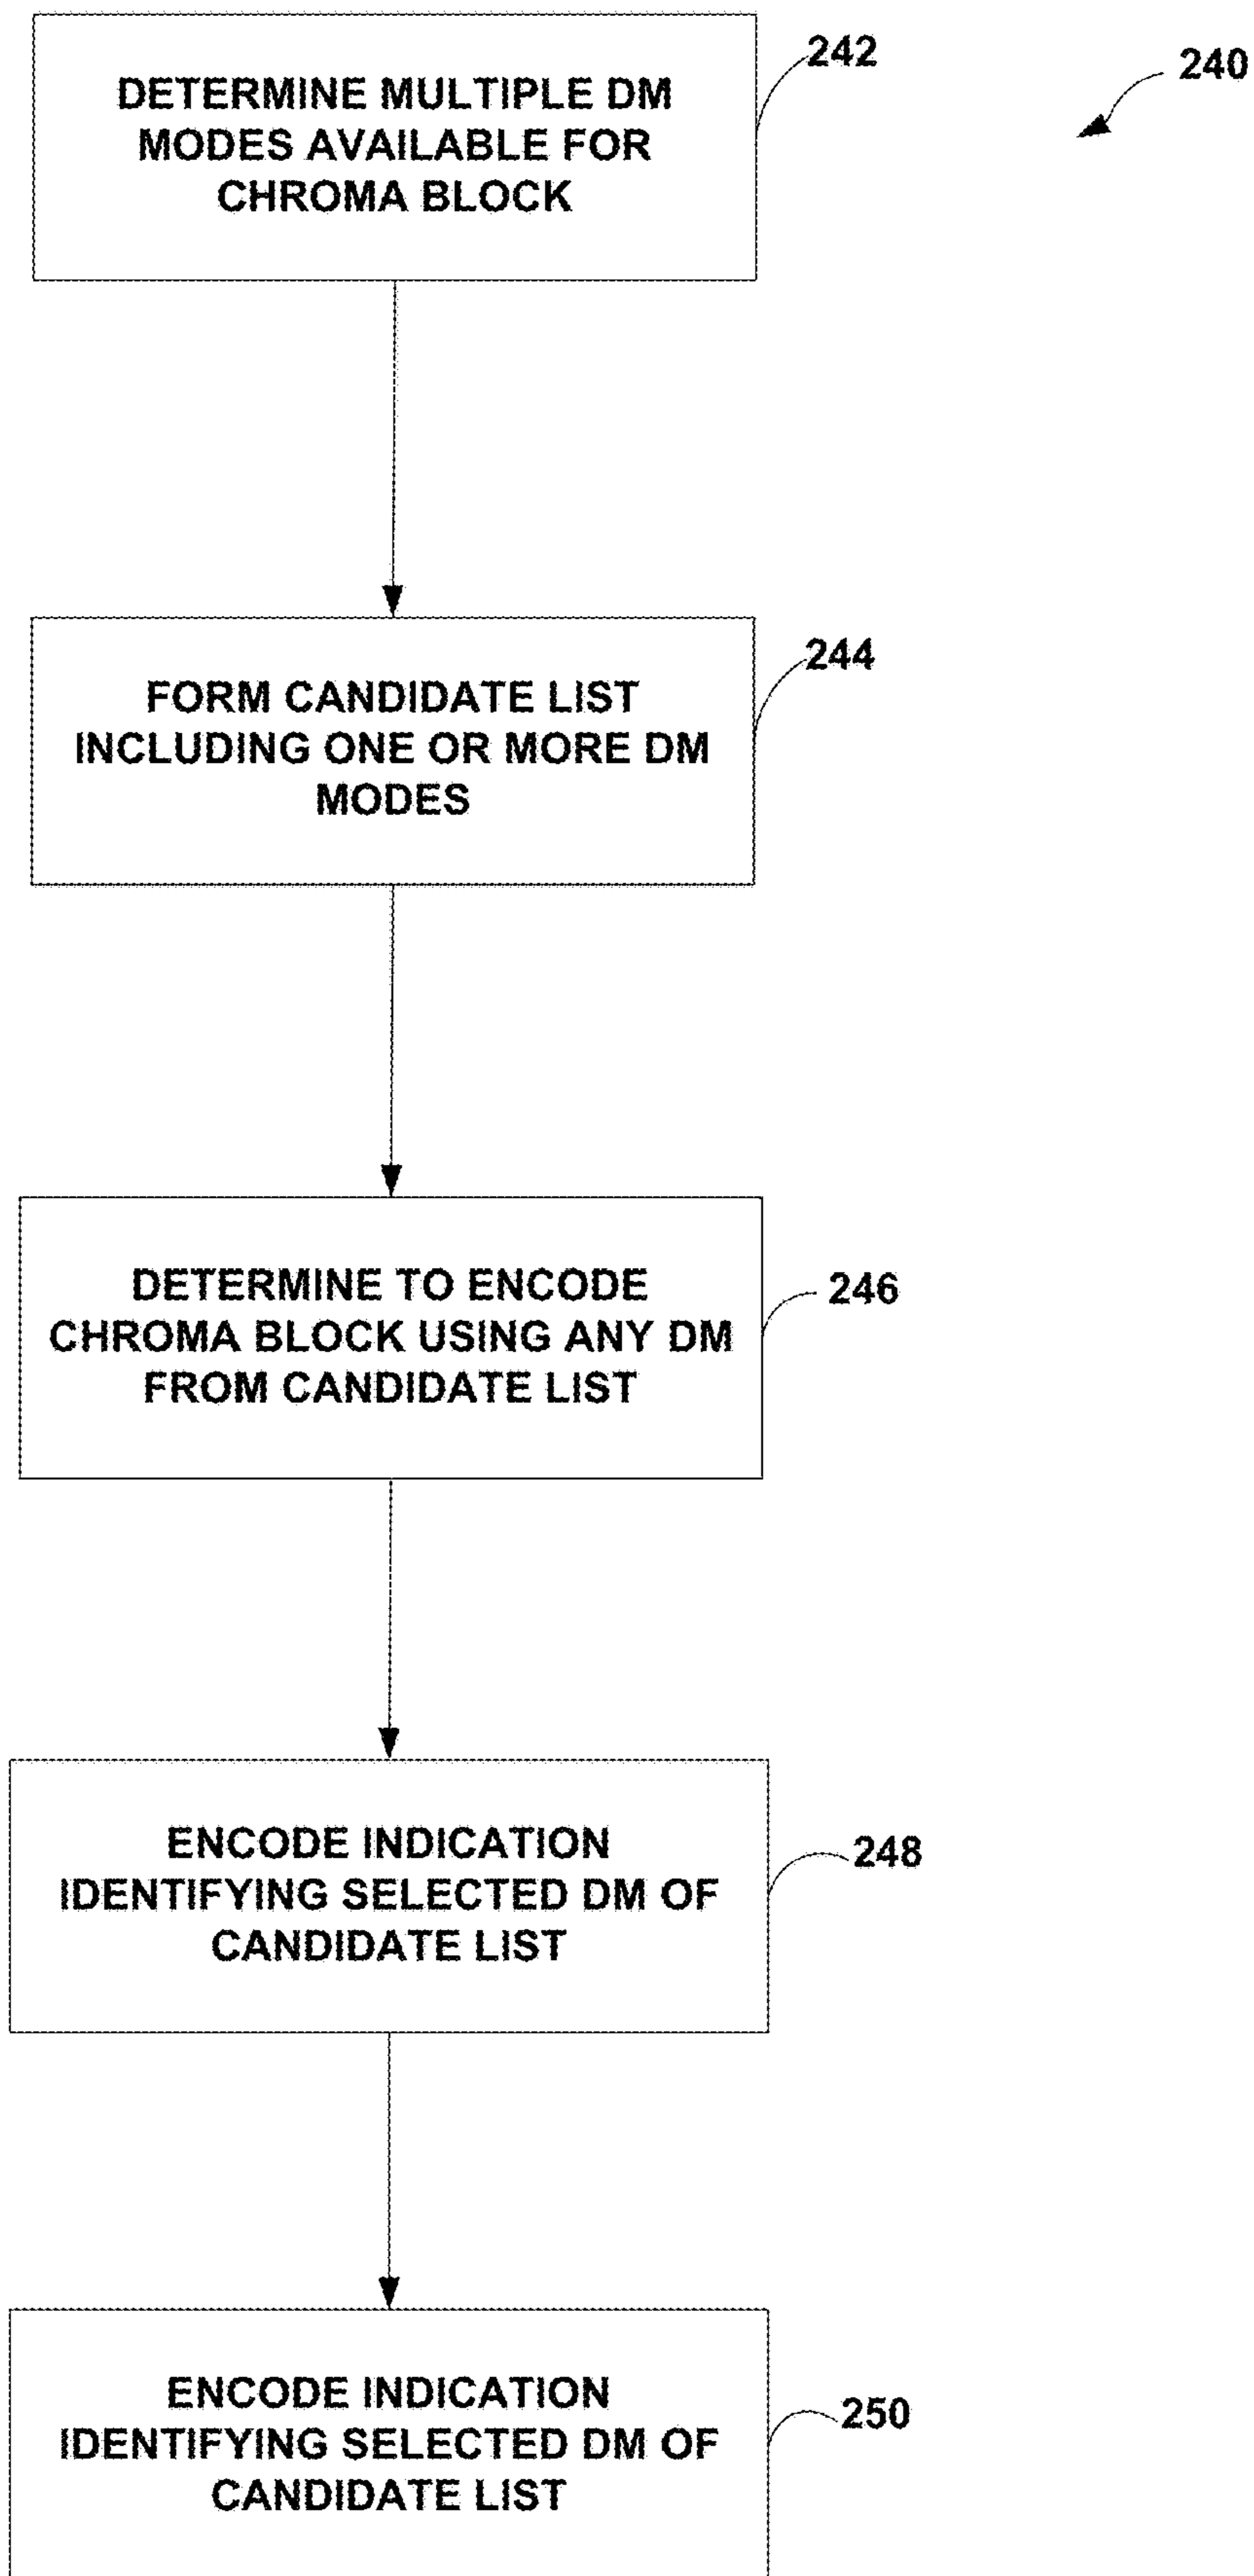 240
242
DETERMINE MULTIPLE DM
MODES AVAILABLE FOR
CHROMA BLOCK
244
FORM CANDIDATE LIST
INCLUDING ONE OR MORE DM
MODES
246
DETERMINE TO ENCODE
CHROMA BLOCK USING ANY DM
FROM CANDIDATE LIST
248
ENCODE INDICATION
IDENTIFYING SELECTED DM OF
CANDIDATE LIST
250
ENCODE INDICATION
IDENTIFYING SELECTED DM OF
CANDIDATE LIST